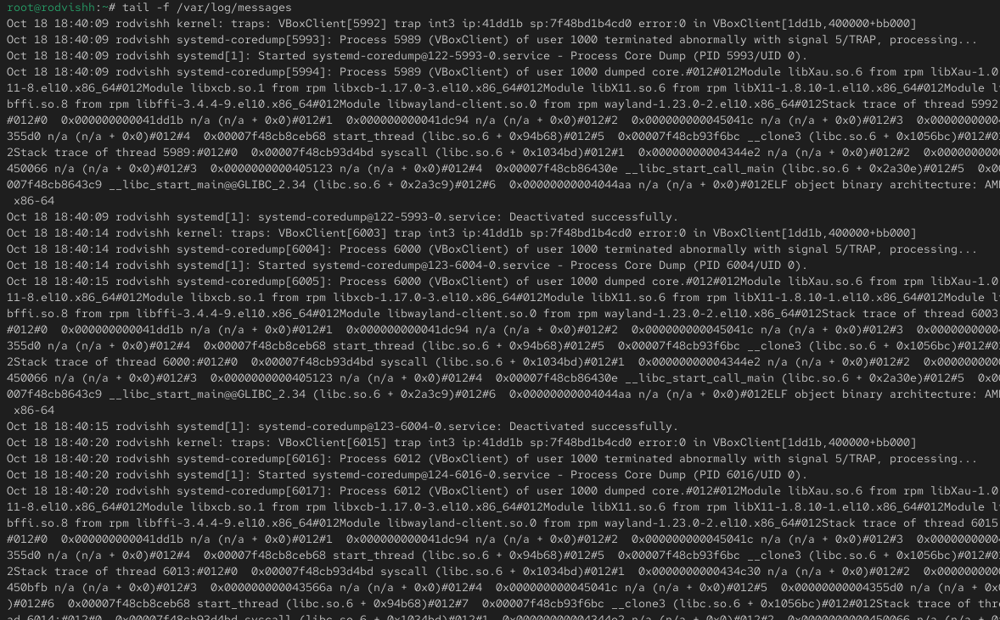 root@rodvishh:~# tail -f /var/log/messages
Oct 18 18:40:09 rodvishh kernel: traps: VBoxClient[5992] trap int3 ip:41dd1b sp:7f48bd1b4cd0 error:0 in VBoxClient[1dd1b,400000+bb000]
Oct 18 18:40:09 rodvishh systemd-coredump[5993]: Process 5989 (VBoxClient) of user 1000 terminated abnormally with signal 5/TRAP, processing...
Oct 18 18:40:09 rodvishh systemd[1]: Started systemd-coredump@122-5993-0.service - Process Core Dump (PID 5993/UID 0).
Oct 18 18:40:09 rodvishh systemd-coredump[5994]: Process 5989 (VBoxClient) of user 1000 dumped core.#012#012Module libXau.so.6 from rpm libXau-1.0
11-8.el10.x86_64#012Module libxcb.so.1 from rpm libxcb-1.17.0-3.el10.x86_64#012Module libX11.so.6 from rpm libX11-1.8.10-1.el10.x86_64#012Module l
bffi.so.8 from rpm libffi-3.4.4-9.el10.x86_64#012Module libwayland-client.so.0 from rpm wayland-1.23.0-2.el10.x86_64#012Stack trace of thread 5992
#012#0  0x000000000041dd1b n/a (n/a + 0x0)#012#1  0x000000000041dc94 n/a (n/a + 0x0)#012#2  0x000000000045041c n/a (n/a + 0x0)#012#3  0x0000000000
355d0 n/a (n/a + 0x0)#012#4  0x00007f48cb8ceb68 start_thread (libc.so.6 + 0x94b68)#012#5  0x00007f48cb93f6bc __clone3 (libc.so.6 + 0x1056bc)#012#0
2Stack trace of thread 5989:#012#0  0x00007f48cb93d4bd syscall (libc.so.6 + 0x1034bd)#012#1  0x00000000004344e2 n/a (n/a + 0x0)#012#2  0x000000000
450066 n/a (n/a + 0x0)#012#3  0x0000000000405123 n/a (n/a + 0x0)#012#4  0x00007f48cb86430e __libc_start_call_main (libc.so.6 + 0x2a30e)#012#5  0x0
007f48cb8643c9 __libc_start_main@@GLIBC_2.34 (libc.so.6 + 0x2a3c9)#012#6  0x00000000004044aa n/a (n/a + 0x0)#012ELF object binary architecture: AM
x86-64
Oct 18 18:40:09 rodvishh systemd[1]: systemd-coredump@122-5993-0.service: Deactivated successfully.
Oct 18 18:40:14 rodvishh kernel: traps: VBoxClient[6003] trap int3 ip:41dd1b sp:7f48bd1b4cd0 error:0 in VBoxClient[1dd1b,400000+bb000]
Oct 18 18:40:14 rodvishh systemd-coredump[6004]: Process 6000 (VBoxClient) of user 1000 terminated abnormally with signal 5/TRAP, processing...
Oct 18 18:40:14 rodvishh systemd[1]: Started systemd-coredump@123-6004-0.service - Process Core Dump (PID 6004/UID 0).
Oct 18 18:40:15 rodvishh systemd-coredump[6005]: Process 6000 (VBoxClient) of user 1000 dumped core.#012#012Module libXau.so.6 from rpm libXau-1.0
11-8.el10.x86_64#012Module libxcb.so.1 from rpm libxcb-1.17.0-3.el10.x86_64#012Module libX11.so.6 from rpm libX11-1.8.10-1.el10.x86_64#012Module l
bffi.so.8 from rpm libffi-3.4.4-9.el10.x86_64#012Module libwayland-client.so.0 from rpm wayland-1.23.0-2.el10.x86_64#012Stack trace of thread 6003
#012#0  0x000000000041dd1b n/a (n/a + 0x0)#012#1  0x000000000041dc94 n/a (n/a + 0x0)#012#2  0x000000000045041c n/a (n/a + 0x0)#012#3  0x0000000000
355d0 n/a (n/a + 0x0)#012#4  0x00007f48cb8ceb68 start_thread (libc.so.6 + 0x94b68)#012#5  0x00007f48cb93f6bc __clone3 (libc.so.6 + 0x1056bc)#012#0
2Stack trace of thread 6000:#012#0  0x00007f48cb93d4bd syscall (libc.so.6 + 0x1034bd)#012#1  0x00000000004344e2 n/a (n/a + 0x0)#012#2  0x000000000
450066 n/a (n/a + 0x0)#012#3  0x0000000000405123 n/a (n/a + 0x0)#012#4  0x00007f48cb86430e __libc_start_call_main (libc.so.6 + 0x2a30e)#012#5  0x0
007f48cb8643c9 __libc_start_main@@GLIBC_2.34 (libc.so.6 + 0x2a3c9)#012#6  0x00000000004044aa n/a (n/a + 0x0)#012ELF object binary architecture: AM
x86-64
Oct 18 18:40:15 rodvishh systemd[1]: systemd-coredump@123-6004-0.service: Deactivated successfully.
Oct 18 18:40:20 rodvishh kernel: traps: VBoxClient[6015] trap int3 ip:41dd1b sp:7f48bd1b4cd0 error:0 in VBoxClient[1dd1b,400000+bb000]
Oct 18 18:40:20 rodvishh systemd-coredump[6016]: Process 6012 (VBoxClient) of user 1000 terminated abnormally with signal 5/TRAP, processing...
Oct 18 18:40:20 rodvishh systemd[1]: Started systemd-coredump@124-6016-0.service - Process Core Dump (PID 6016/UID 0).
Oct 18 18:40:20 rodvishh systemd-coredump[6017]: Process 6012 (VBoxClient) of user 1000 dumped core.#012#012Module libXau.so.6 from rpm libXau-1.0
11-8.el10.x86_64#012Module libxcb.so.1 from rpm libxcb-1.17.0-3.el10.x86_64#012Module libX11.so.6 from rpm libX11-1.8.10-1.el10.x86_64#012Module l
bffi.so.8 from rpm libffi-3.4.4-9.el10.x86_64#012Module libwayland-client.so.0 from rpm wayland-1.23.0-2.el10.x86_64#012Stack trace of thread 6015
#012#0  0x000000000041dd1b n/a (n/a + 0x0)#012#1  0x000000000041dc94 n/a (n/a + 0x0)#012#2  0x000000000045041c n/a (n/a + 0x0)#012#3  0x0000000000
355d0 n/a (n/a + 0x0)#012#4  0x00007f48cb8ceb68 start_thread (libc.so.6 + 0x94b68)#012#5  0x00007f48cb93f6bc __clone3 (libc.so.6 + 0x1056bc)#012#0
2Stack trace of thread 6013:#012#0  0x00007f48cb93d4bd syscall (libc.so.6 + 0x1034bd)#012#1  0x0000000000434c30 n/a (n/a + 0x0)#012#2  0x000000000
450bfb n/a (n/a + 0x0)#012#3  0x000000000043566a n/a (n/a + 0x0)#012#4  0x000000000045041c n/a (n/a + 0x0)#012#5  0x00000000004355d0 n/a (n/a + 0x
)#012#6  0x00007f48cb8ceb68 start_thread (libc.so.6 + 0x94b68)#012#7  0x00007f48cb93f6bc __clone3 (libc.so.6 + 0x1056bc)#012#012Stack trace of thr
ad 6014:#012#0  0x00007f48cb93d4bd syscall (libc.so.6 + 0x1034bd)#012#1  0x00000000004344e2 n/a (n/a + 0x0)#012#2  0x0000000000450066 n/a (n/a + 0